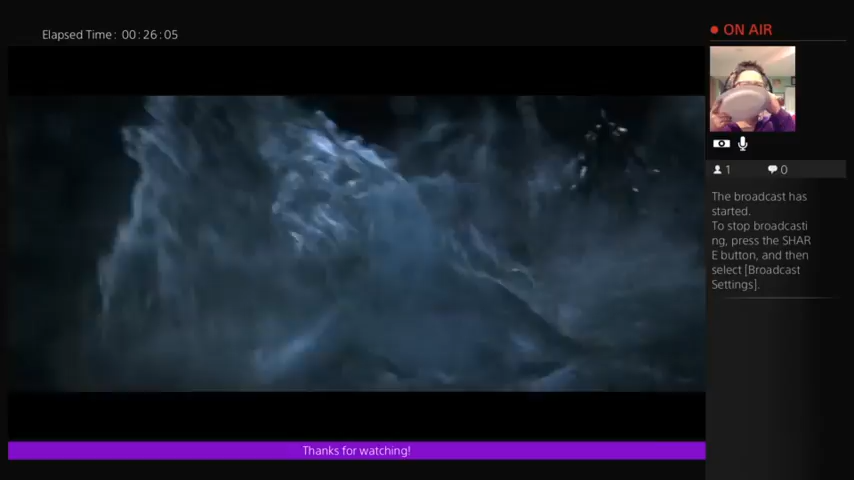 Elapsed Time: 00:26:05
ON AIR
1 0
The broadcast has
started.
To stop broadcasti
ng, press the SHAR
E button, and then
select [Broadcast
Settings].
Thanks for watching!